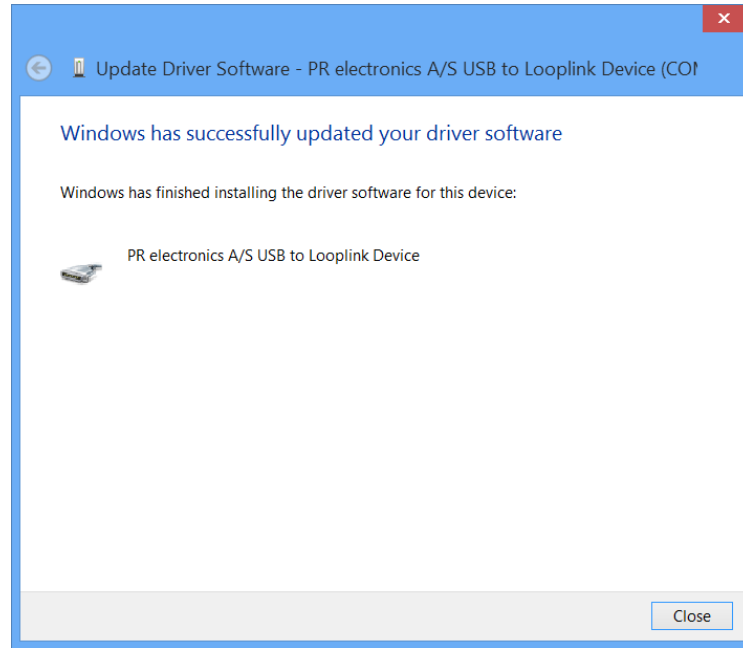 Update Driver Software - PR electronics A/S USB to Looplink Device (COM
Windows has successfully updated your driver software
Windows has finished installing the driver software for this device:
PR electronics A/S USB to Looplink Device
Close